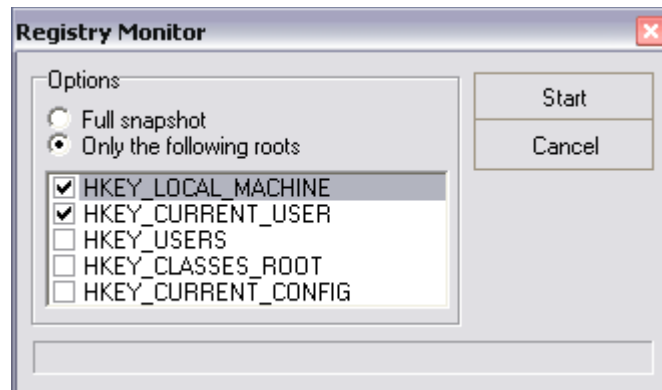 Registry Monitor
Options
Full snapshot
Only the following roots
HKEY_LOCAL_MACHINE
HKEY_CURRENT_USER
HKEY_USERS
HKEY_CLASSES_ROOT
HKEY_CURRENT_CONFIG
Start
Cancel